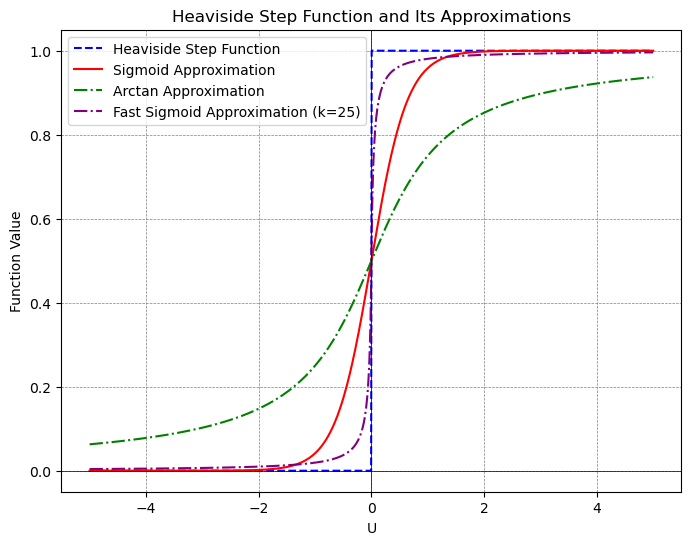 Heaviside Step Function and Its Approximations
Heaviside Step Function
Sigmoid Approximation
Arctan Approximation
Fast Sigmoid Approximation (k=25)
1.0
0.8
0.6
0.4
0.2
0.0
Function Value
−4
−2
0
2
4
U